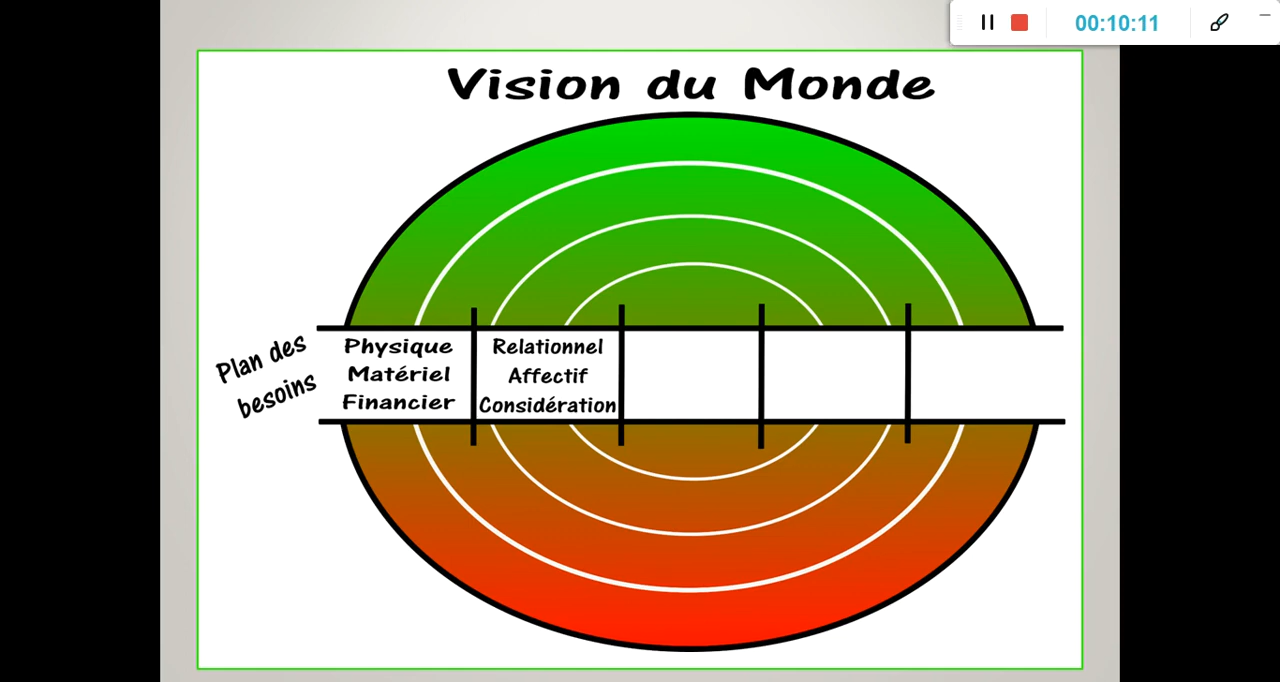 00:10:11
Vision du Monde
Plan des
besoins
Physique
Matériel
Financier
Relationnel
Affectif
Considération